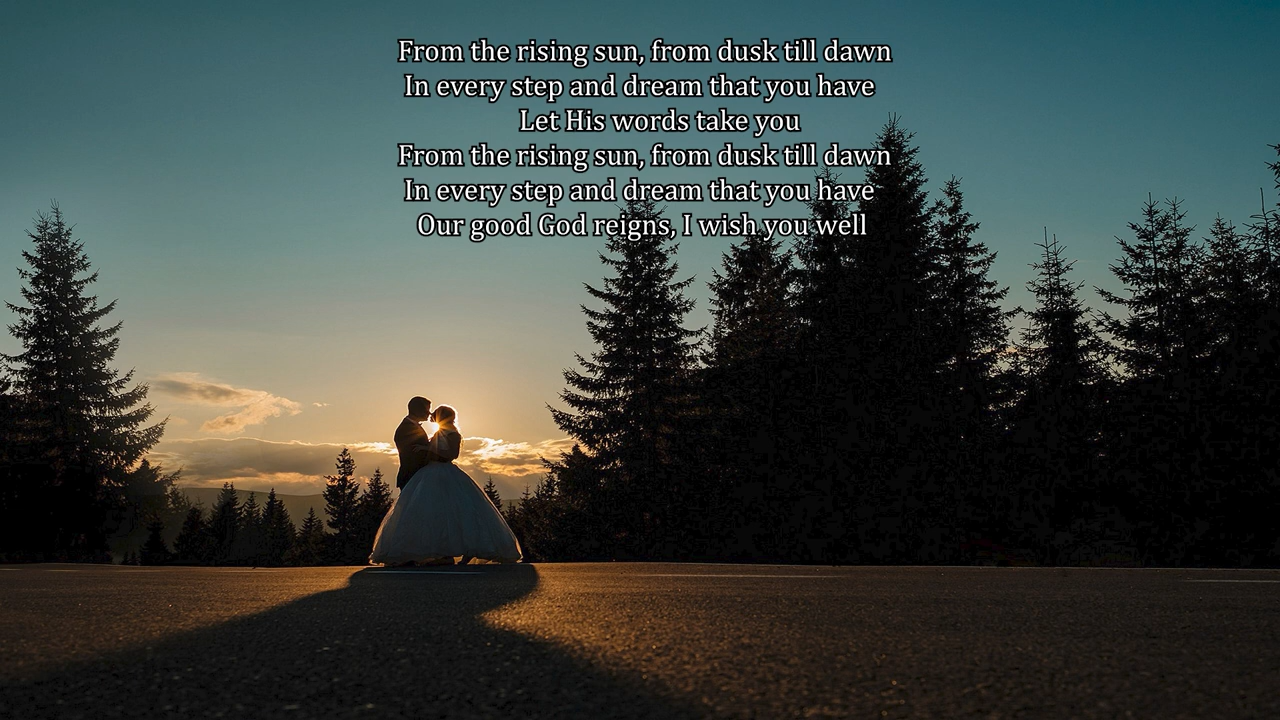 From the rising sun, from dusk till dawn
In every step and dream that you have
Let His words take you
From the rising sun, from dusk till dawn
In every step and dream that you have
Our good God reigns, I wish you well